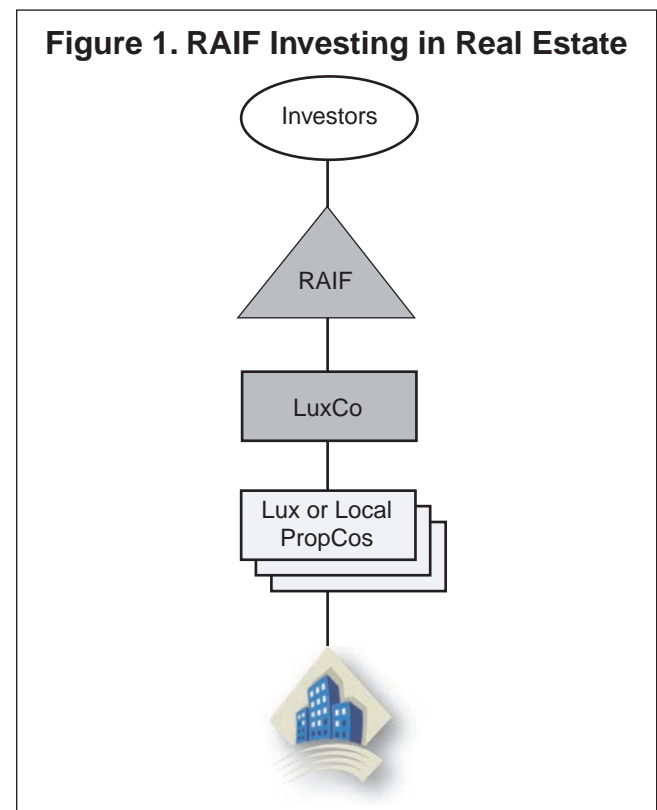 Figure 1. RAIF Investing in Real Estate
Investors
RAIF
LuxCo
Lux or Local
PropCos